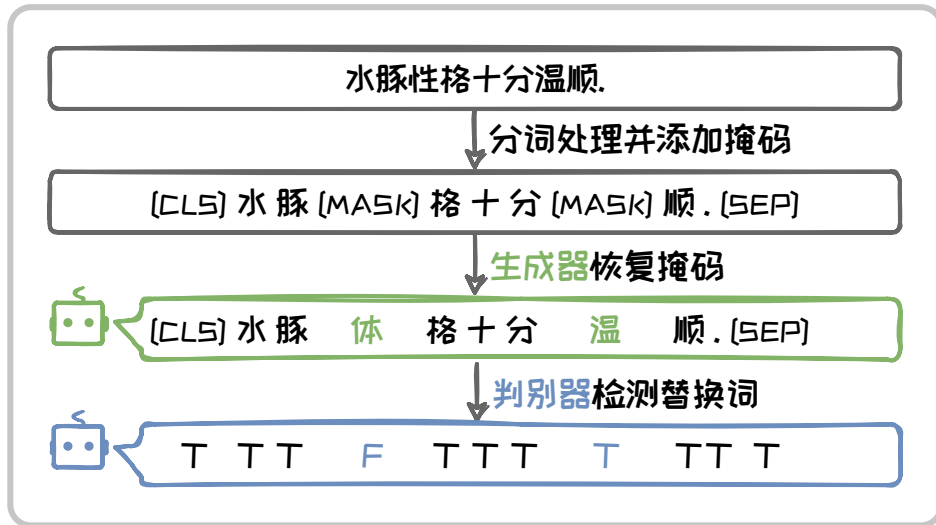 水豚性格十分温顺.
分词处理并添加掩码
[CLS] 水 豚 [MASK] 格 十 分 [MASK] 顺 . [SEP]
生成器恢复掩码
[CLS] 水 豚 体 格 十 分 温 顺 . [SEP]
判别器检测替换词
T T T F T T T T T T T